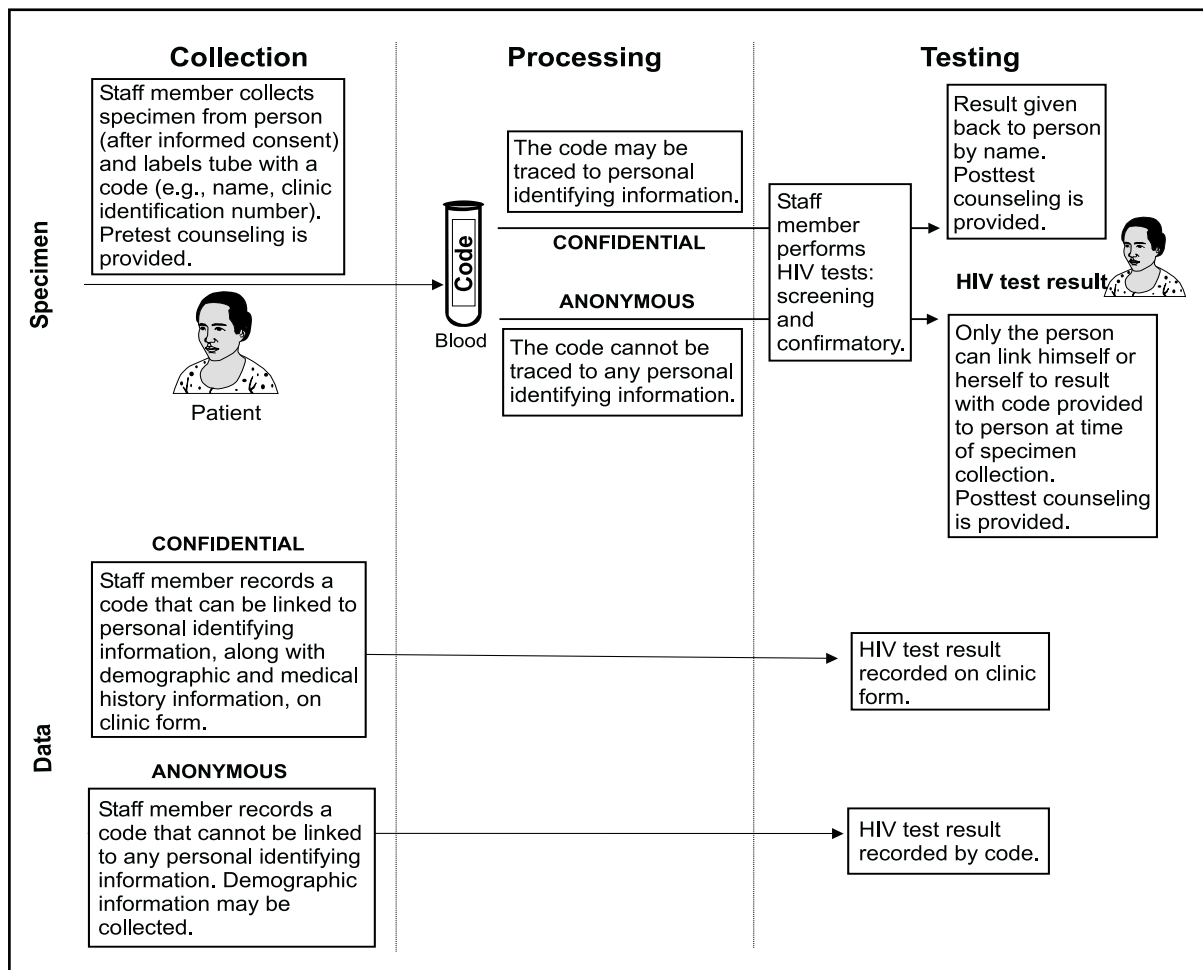 Collection
Processing
Testing
Specimen
Staff member collects
specimen from person
(after informed consent)
and labels tube with a
code (e.g., name, clinic
identification number).
Pretest counseling is
provided.
Patient
Code
Blood
The code may be
traced to personal
identifying information.
CONFIDENTIAL
ANONYMOUS
The code cannot be
traced to any personal
identifying information.
Staff
member
performs
HIV tests:
screening
and
confirmatory.
Result given
back to person
by name.
Posttest
counseling is
provided.
HIV test result
Only the person
can link himself or
herself to result
with code provided
to person at time
of specimen
collection.
Posttest counseling
is provided.
Data
CONFIDENTIAL
Staff member records a
code that can be linked to
personal identifying
information, along with
demographic and medical
history information, on
clinic form.
HIV test result
recorded on clinic
form.
ANONYMOUS
Staff member records a
code that cannot be linked
to any personal identifying
information. Demographic
information may be
collected.
HIV test result
recorded by code.